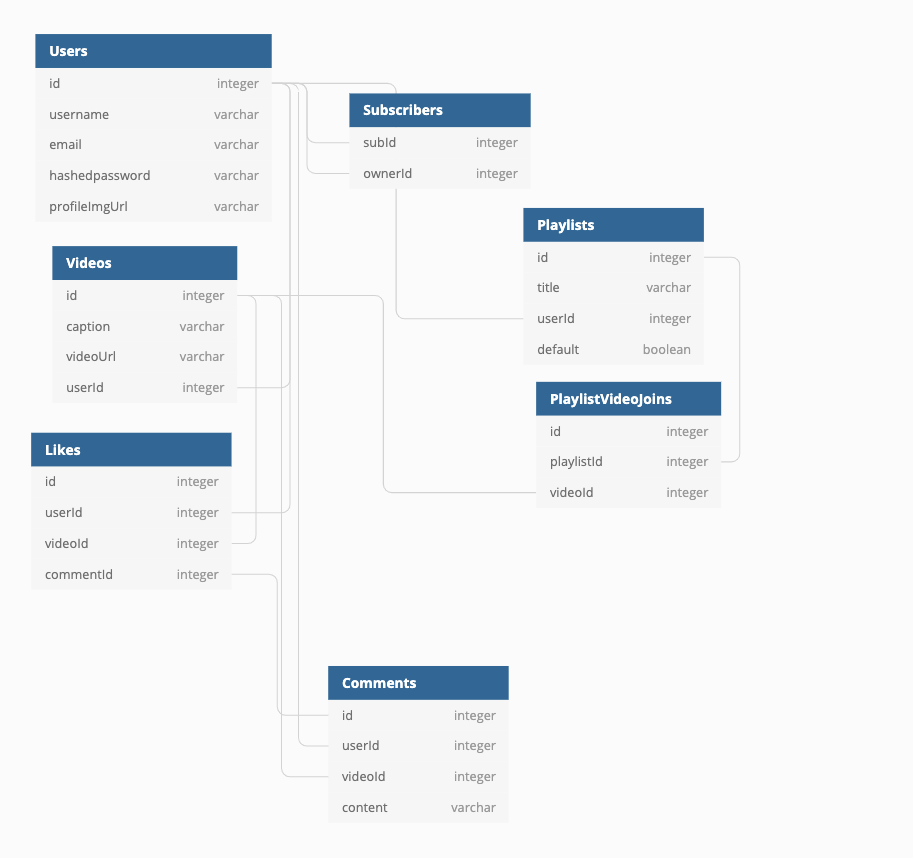 Users
id integer
username varchar
email varchar
hashedpassword varchar
profileImgUrl varchar
Subscribers
subId integer
ownerId integer
Playlists
id integer
title varchar
userId integer
default boolean
Videos
id integer
caption varchar
videoUrl varchar
userId integer
PlaylistVideoJoins
id integer
playlistId integer
videoId integer
Likes
id integer
userId integer
videoId integer
commentId integer
Comments
id integer
userId integer
videoId integer
content varchar